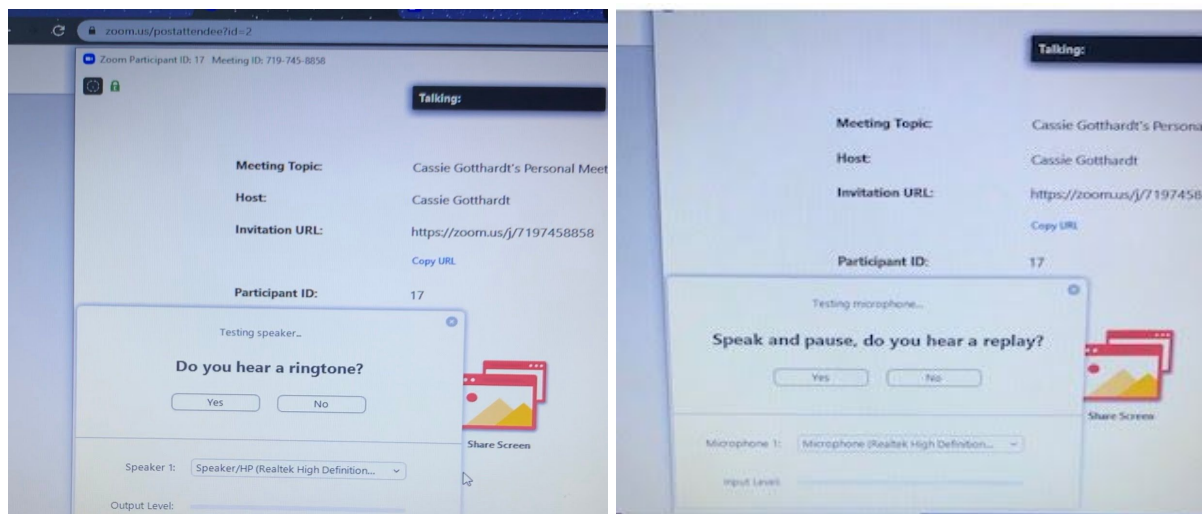 zoom.us/postattendee?id=2
Zoom Participant ID: 17 Meeting ID: 719-745-8858
Talking:
Meeting Topic: Cassie Gotthardt's Personal Meet
Host: Cassie Gotthardt
Invitation URL: https://zoom.us/j/7197458858
Copy URL
Participant ID: 17
Testing speaker...
Do you hear a ringtone?
Yes No
Share Screen
Speaker 1: Speaker/HP (Realtek High Definition...
Output Level:
Talking:
Meeting Topic: Cassie Gotthardt's Persona
Host: Cassie Gotthardt
Invitation URL: https://zoom.us/j/7197458
Copy URL
Participant ID: 17
Testing microphone...
Speak and pause, do you hear a replay?
Yes No
Share Screen
Microphone 1: Microphone (Realtek High Definition...
Input Level: